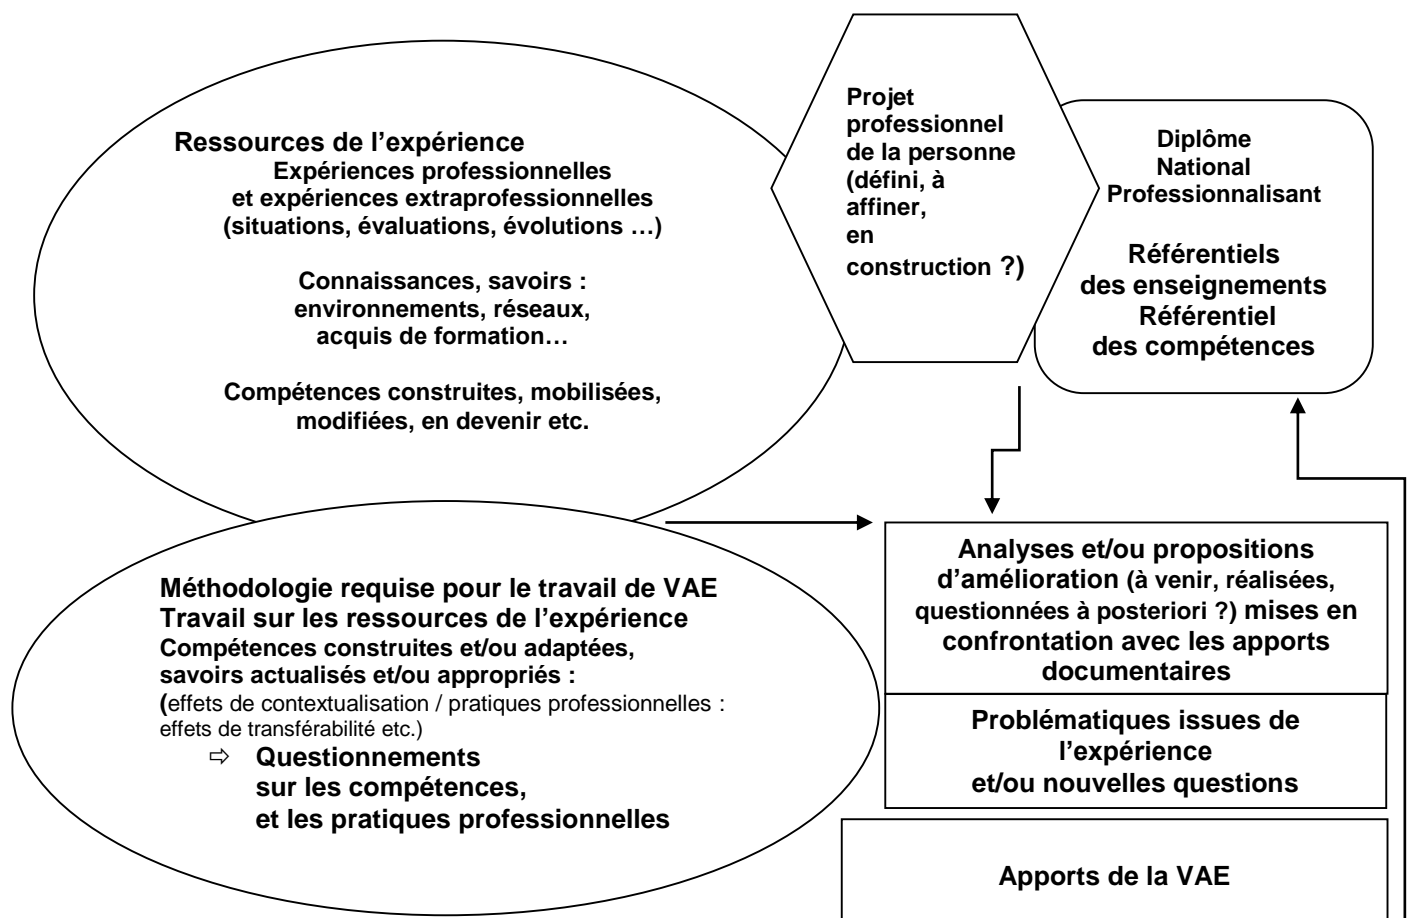 Ressources de l’expérience
Expériences professionnelles
et expériences extraprofessionnelles
(situations, évaluations, évolutions …)
Connaissances, savoirs :
environnements, réseaux,
acquis de formation…
Compétences construites, mobilisées,
modifiées, en devenir etc.
Projet
professionnel
de la personne
(défini, à
affiner,
en
construction ?)
Diplôme
National
Professionnalisant
Référentiels
des enseignements
Référentiel
des compétences
Méthodologie requise pour le travail de VAE
Travail sur les ressources de l’expérience
Compétences construites et/ou adaptées,
savoirs actualisés et/ou appropriés :
(effets de contextualisation / pratiques professionnelles :
effets de transférabilité etc.)
⇨ Questionnements
sur les compétences,
et les pratiques professionnelles
Analyses et/ou propositions
d’amélioration (à venir, réalisées,
questionnées à posteriori ?) mises en
confrontation avec les apports
documentaires
Problématiques issues de
l’expérience
et/ou nouvelles questions
Apports de la VAE